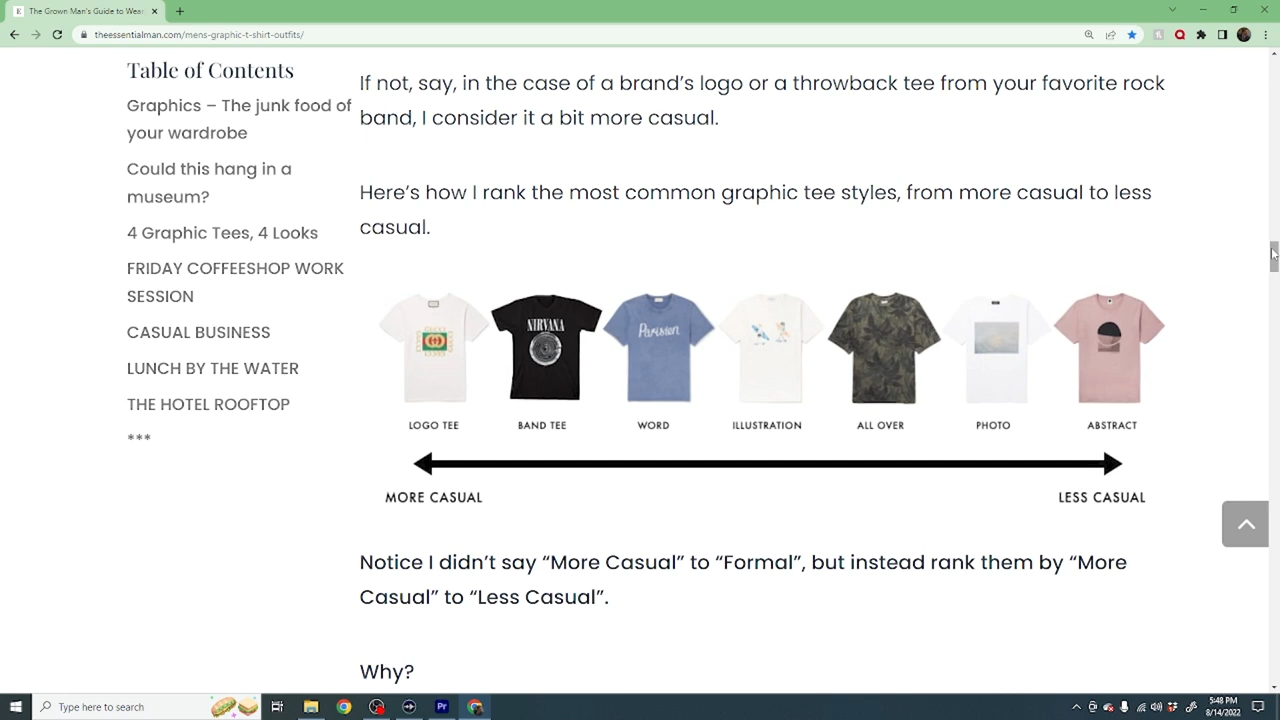 The Grown Man's Guide to Wea
theessentialman.com/mens-graphic-t-shirt-outfits/
Table of Contents
Graphics – The junk food of
your wardrobe
Could this hang in a
museum?
4 Graphic Tees, 4 Looks
FRIDAY COFFEESHOP WORK
SESSION
CASUAL BUSINESS
LUNCH BY THE WATER
THE HOTEL ROOFTOP
***
If not, say, in the case of a brand’s logo or a throwback tee from your favorite rock
band, I consider it a bit more casual.
Here’s how I rank the most common graphic tee styles, from more casual to less
casual.
GUCCI
NIRVANA
Parisien
LOGO TEE
BAND TEE
WORD
ILLUSTRATION
ALL OVER
PHOTO
ABSTRACT
MORE CASUAL
LESS CASUAL
Notice I didn’t say “More Casual” to “Formal”, but instead rank them by “More
Casual” to “Less Casual”.
Why?
Type here to search
Pr
5:48 PM
8/14/2022